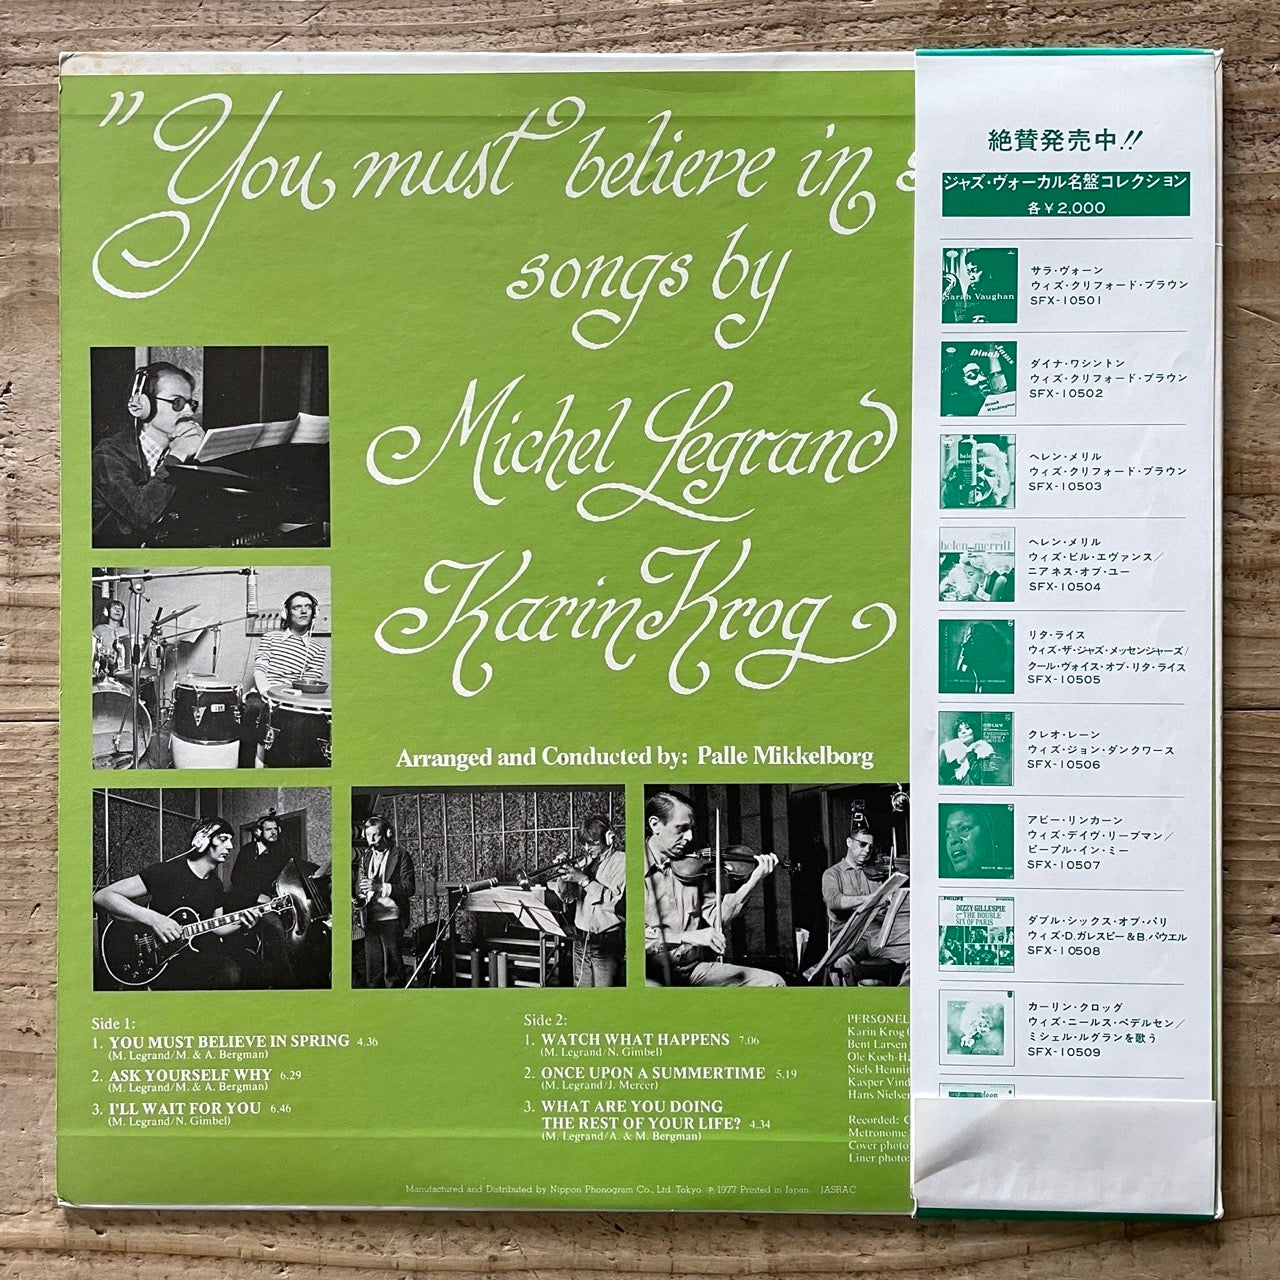 "You must believe in
songs by
Michel Legrand
Karin Krog
Arranged and Conducted by: Palle Mikkelborg
Side 1:
1. YOU MUST BELIEVE IN SPRING 4.36
(M. Legrand/M. & A. Bergman)
2. ASK YOURSELF WHY 6.29
(M. Legrand/M. & A. Bergman)
3. I'LL WAIT FOR YOU 6.46
(M. Legrand/N. Gimbel)
Side 2:
1. WATCH WHAT HAPPENS 7.06
(M. Legrand/N. Gimbel)
2. ONCE UPON A SUMMERTIME 5.19
(M. Legrand/J. Mercer)
3. WHAT ARE YOU DOING
THE REST OF YOUR LIFE? 4.34
(M. Legrand/A. & M. Bergman)
PERSONEL
Karin Krog
Bent Larsen
Ole Koch-Ha
Niels Hennin
Kasper Vind
Hans Nielsen
Recorded:
Metronome
Cover photo:
Liner photo:
Manufactured and Distributed by Nippon Phonogram Co., Ltd. Tokyo ℗ 1977 Printed in Japan. JASRAC
絶賛発売中!!
ジャズ・ヴォーカル名盤コレクション
各¥2,000
Sarah Vaughan
サラ・ヴォーン
ウィズ・クリフォード・ブラウン
SFX-10501
Dinah Jams
Dinah Washington
ダイナ・ワシントン
ウィズ・クリフォード・ブラウン
SFX-10502
ヘレン・メリル
ウィズ・クリフォード・ブラウン
SFX-10503
helen merrill
ヘレン・メリル
ウィズ・ビル・エヴァンス/
ニアネス・オブ・ユー
SFX-10504
リタ・ライス
ウィズ・ザ・ジャズ・メッセンジャーズ/
クール・ヴォイス・オブ・リタ・ライス
SFX-10505
クレオ・レーン
ウィズ・ジョン・ダンクワース
SFX-10506
アビー・リンカーン
ウィズ・デイヴ・リーブマン/
ピープル・イン・ミー
SFX-10507
PHILIPS
DIZZY GILLESPIE
& THE DOUBLE
SIX OF PARIS
ダブル・シックス・オブ・パリ
ウィズ・D.ガレスピー&B.パウエル
SFX-10508
カーリン・クロッグ
ウィズ・ニールス・ペデルセン/
ミシェル・ルグランを歌う
SFX-10509